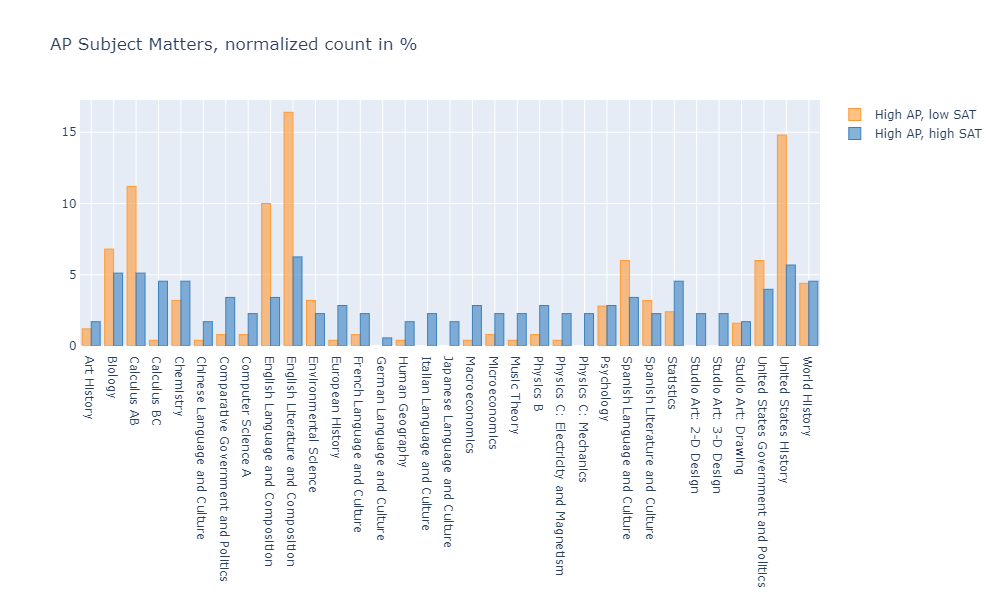 AP Subject Matters, normalized count in %
High AP, low SAT
High AP, high SAT
15
10
5
0
Art History
Biology
Calculus AB
Calculus BC
Chemistry
Chinese Language and Culture
Comparative Government and Politics
Computer Science A
English Language and Composition
English Literature and Composition
Environmental Science
European History
French Language and Culture
German Language and Culture
Human Geography
Italian Language and Culture
Japanese Language and Culture
Macroeconomics
Microeconomics
Music Theory
Physics B
Physics C: Electricity and Magnetism
Physics C: Mechanics
Psychology
Spanish Language and Culture
Spanish Literature and Culture
Statistics
Studio Art: 2-D Design
Studio Art: 3-D Design
Studio Art: Drawing
United States Government and Politics
United States History
World History